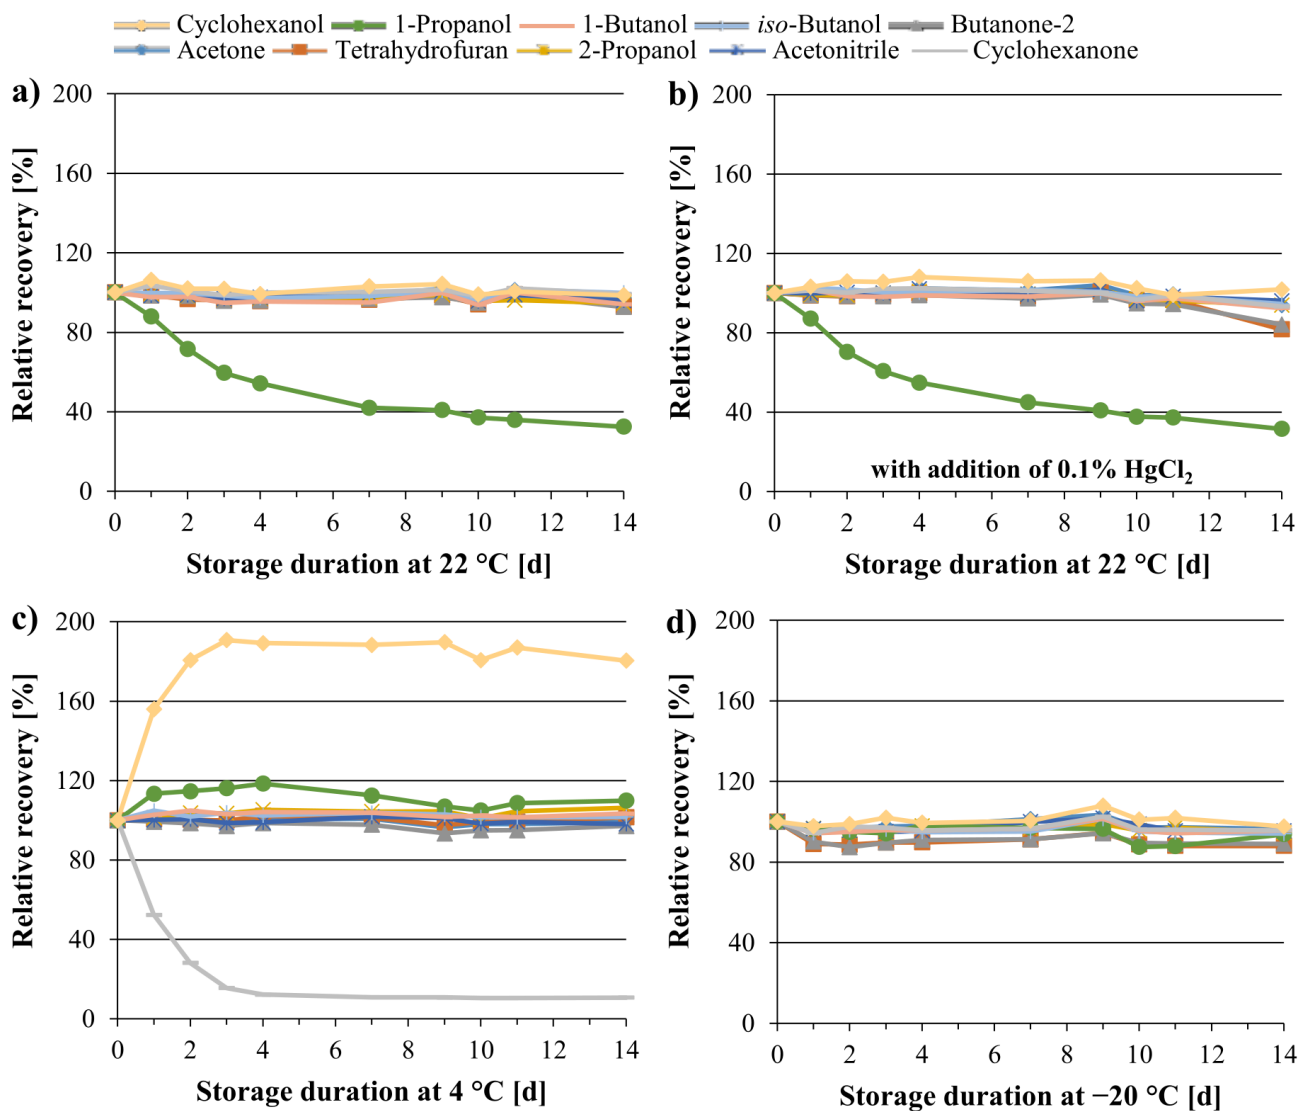 Cyclohexanol 1-Propanol 1-Butanol iso-Butanol Butanone-2
Acetone Tetrahydrofuran 2-Propanol Acetonitrile Cyclohexanone
a)
Relative recovery [%]
200
160
120
80
40
0
0 2 4 6 8 10 12 14
Storage duration at 22 °C [d]
b)
Relative recovery [%]
200
160
120
80
40
0
with addition of 0.1% HgCl₂
0 2 4 6 8 10 12 14
Storage duration at 22 °C [d]
c)
Relative recovery [%]
200
160
120
80
40
0
0 2 4 6 8 10 12 14
Storage duration at 4 °C [d]
d)
Relative recovery [%]
200
160
120
80
40
0
0 2 4 6 8 10 12 14
Storage duration at −20 °C [d]